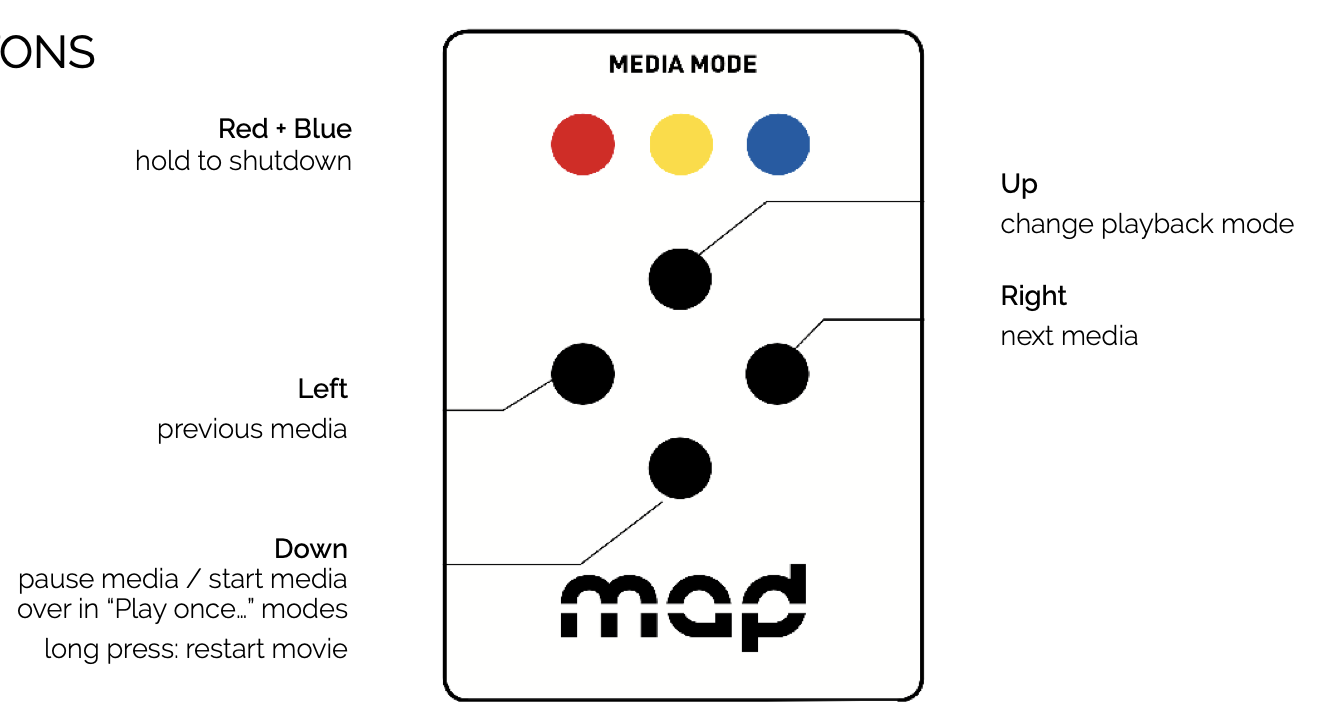 ONS
MEDIA MODE
Red + Blue
hold to shutdown
Up
change playback mode
Right
next media
Left
previous media
Down
pause media / start media
over in “Play once…” modes
long press: restart movie
map